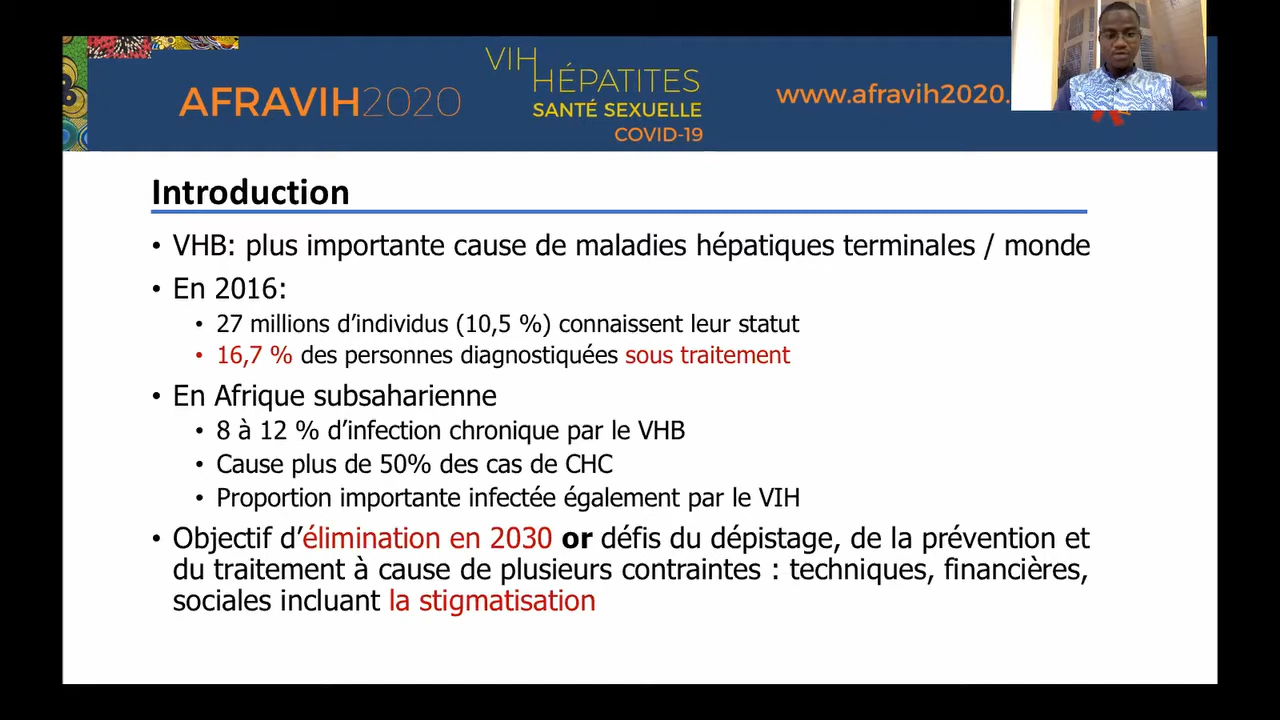 AFRAVIH2020
VIH
HÉPATITES
SANTÉ SEXUELLE
COVID-19
www.afravih2020.
Introduction
• VHB: plus importante cause de maladies hépatiques terminales / monde
• En 2016:
• 27 millions d’individus (10,5 %) connaissent leur statut
• 16,7 % des personnes diagnostiquées sous traitement
• En Afrique subsaharienne
• 8 à 12 % d’infection chronique par le VHB
• Cause plus de 50% des cas de CHC
• Proportion importante infectée également par le VIH
• Objectif d’élimination en 2030 or défis du dépistage, de la prévention et
du traitement à cause de plusieurs contraintes : techniques, financières,
sociales incluant la stigmatisation